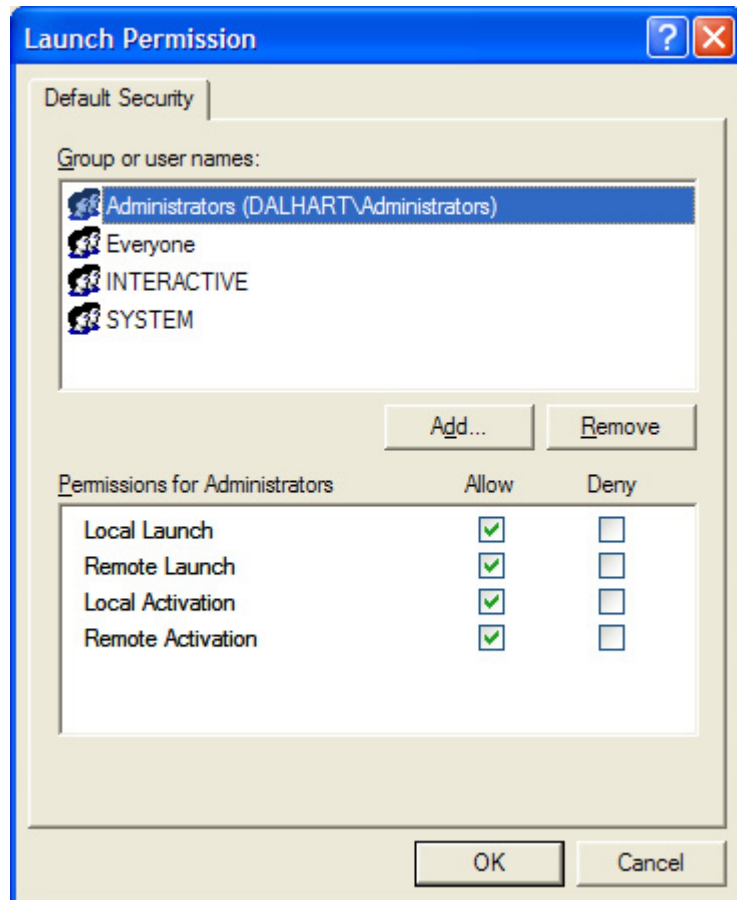 Launch Permission
Default Security
Group or user names:
Administrators (DALHART\Administrators)
Everyone
INTERACTIVE
SYSTEM
Add... Remove
Permissions for Administrators Allow Deny
Local Launch
Remote Launch
Local Activation
Remote Activation
OK Cancel